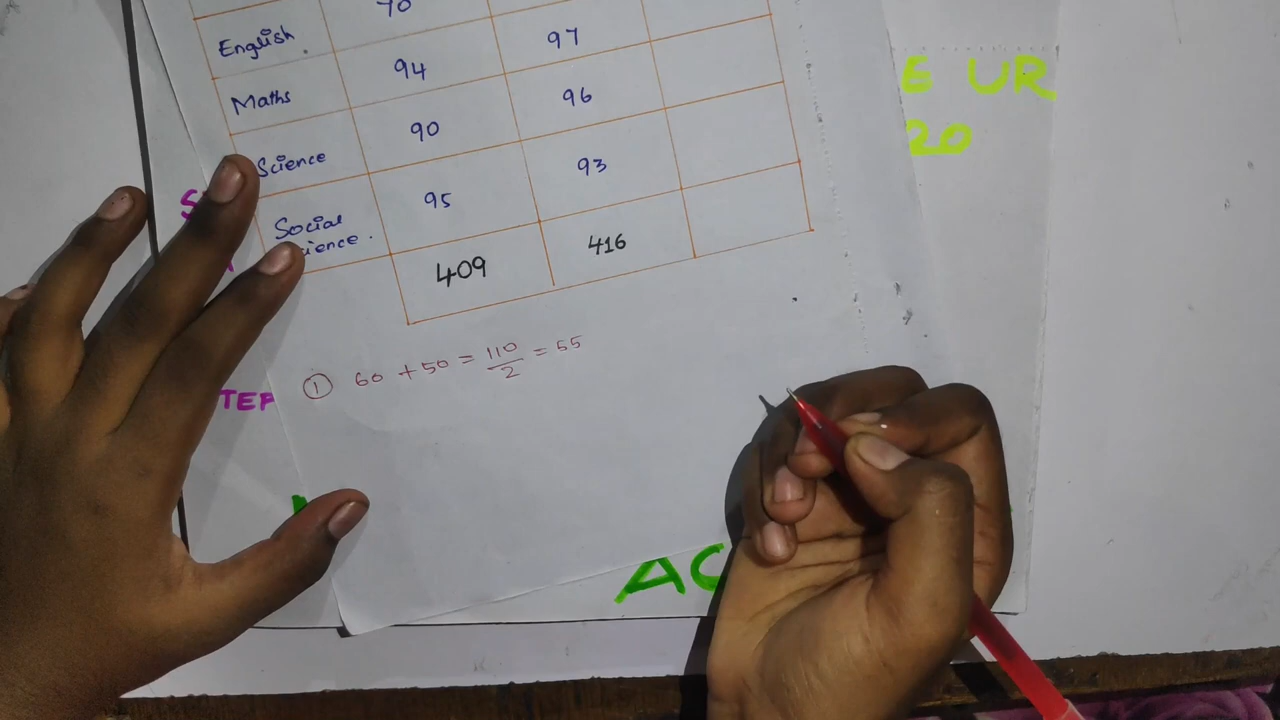 English 70
Maths 94 97
Science 90 96
Social 95 93
ience.
409 416
① 60 + 50 = 110/2 = 55
E UR
20
S
TEP
AC